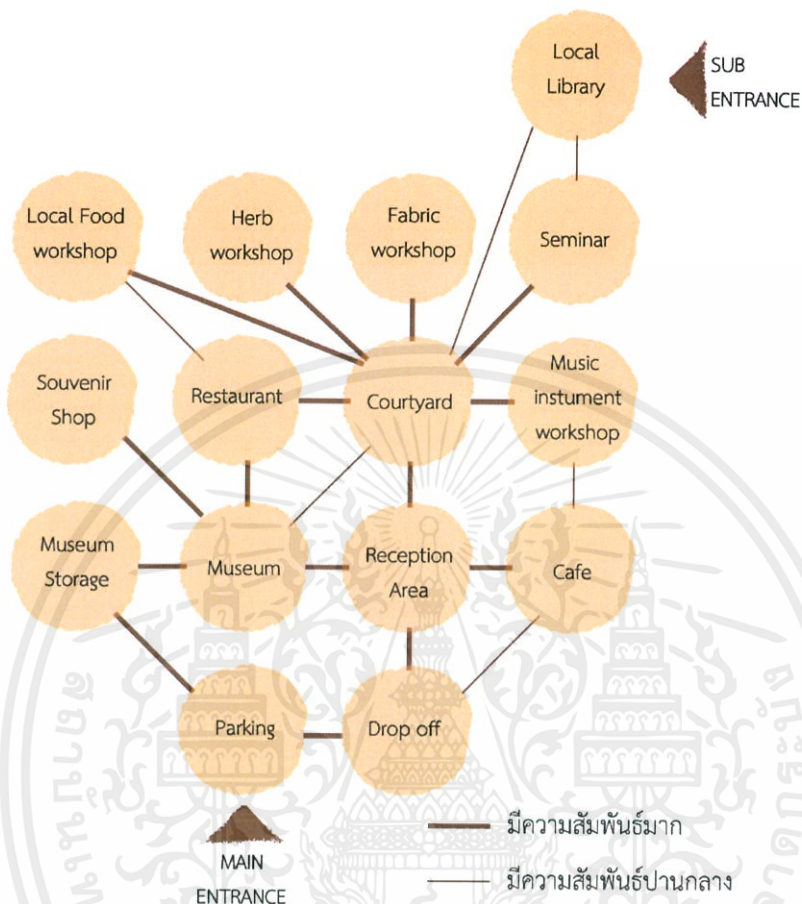 Local
Library
SUB
ENTRANCE
Local Food
workshop
Herb
workshop
Fabric
workshop
Seminar
Souvenir
Shop
Restaurant
Courtyard
Music
instument
workshop
Museum
Storage
Museum
Reception
Area
Cafe
Parking
Drop off
MAIN
ENTRANCE
มีความสัมพันธ์มาก
มีความสัมพันธ์ปานกลาง